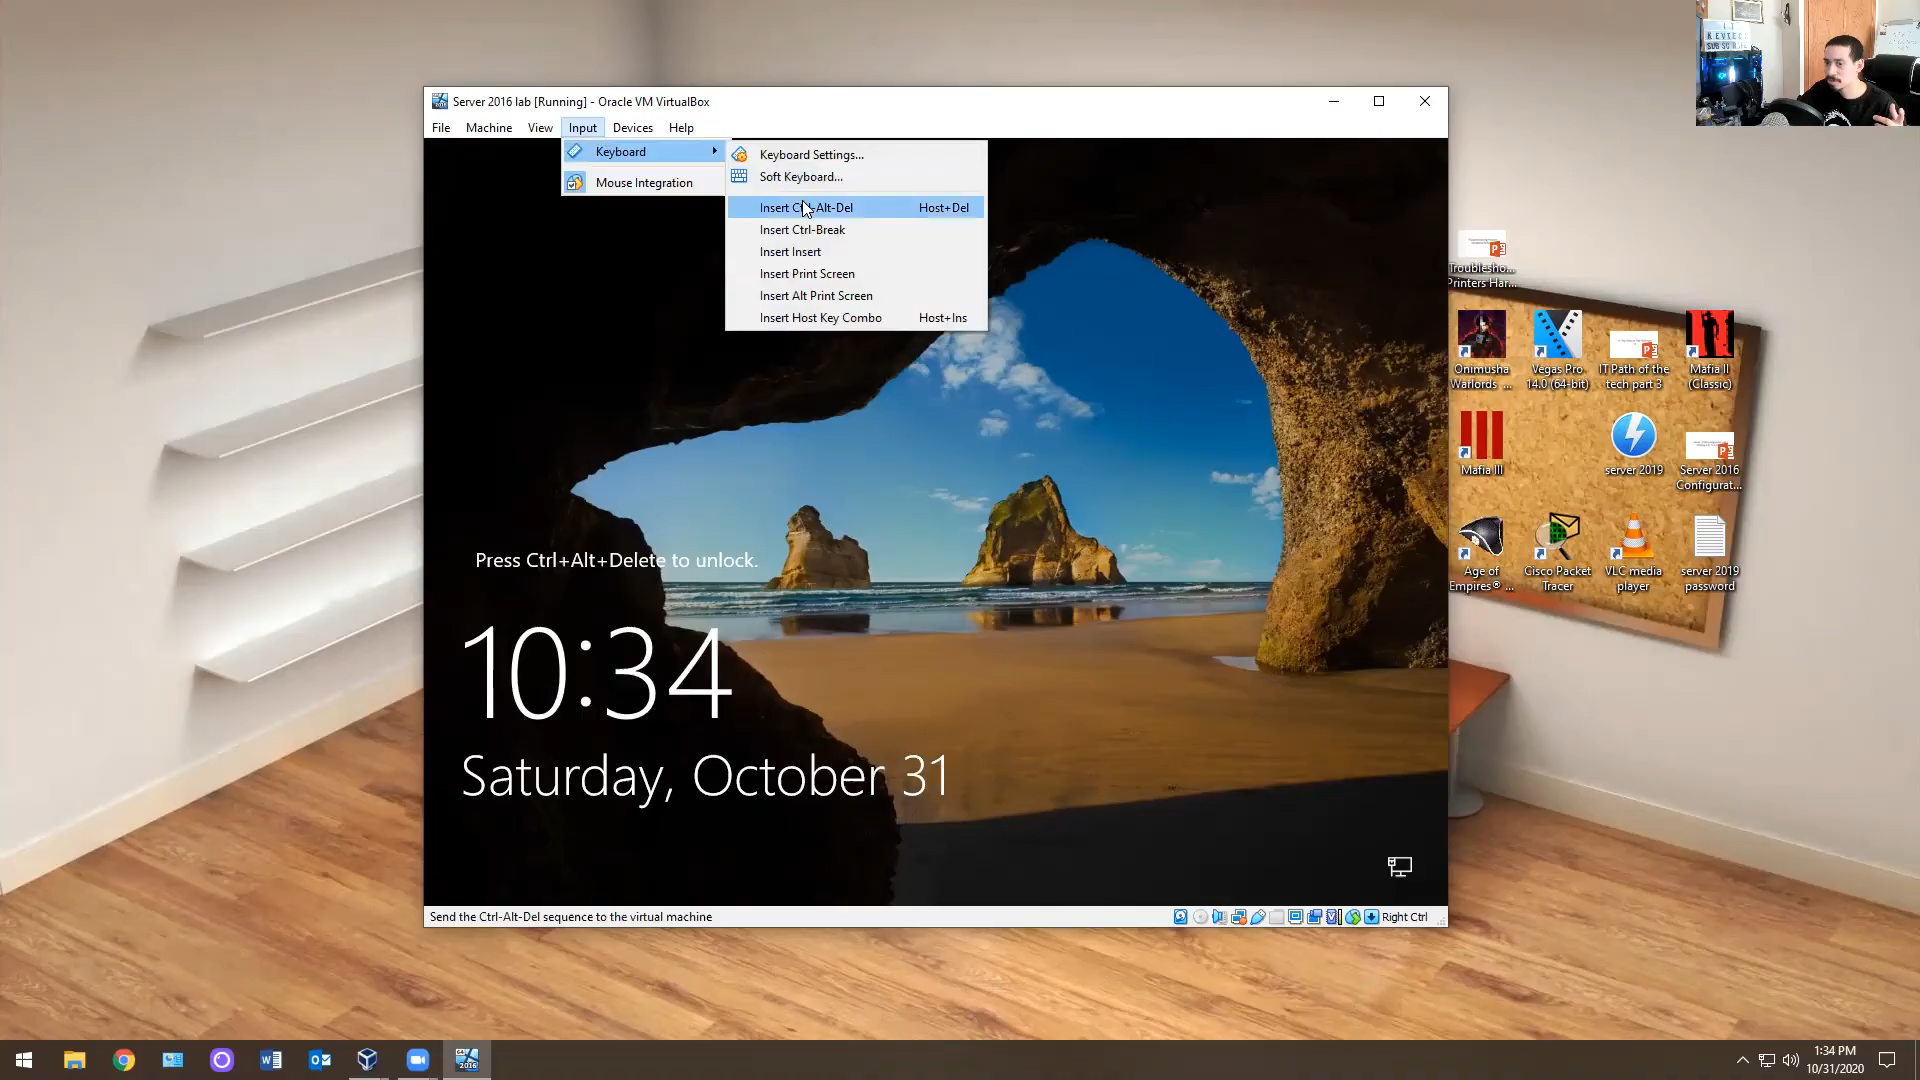 Server 2016 lab [Running] - Oracle VM VirtualBox
File Machine View Input Devices Help
Keyboard
Mouse Integration
Keyboard Settings...
Soft Keyboard...
Insert Ctrl-Alt-Del Host+Del
Insert Ctrl-Break
Insert Insert
Insert Print Screen
Insert Alt Print Screen
Insert Host Key Combo Host+Ins
Press Ctrl+Alt+Delete to unlock.
10:34
Saturday, October 31
Send the Ctrl-Alt-Del sequence to the virtual machine
Right Ctrl
Troublesho...
Printers Har...
Onimusha
Warlords ...
Vegas Pro
14.0 (64-bit)
IT Path of the
tech part 3
Mafia II
(Classic)
Mafia III
server 2019
Server 2016
Configurat...
Age of
Empires® ...
Cisco Packet
Tracer
VLC media
player
server 2019
password
2016
1:34 PM
10/31/2020